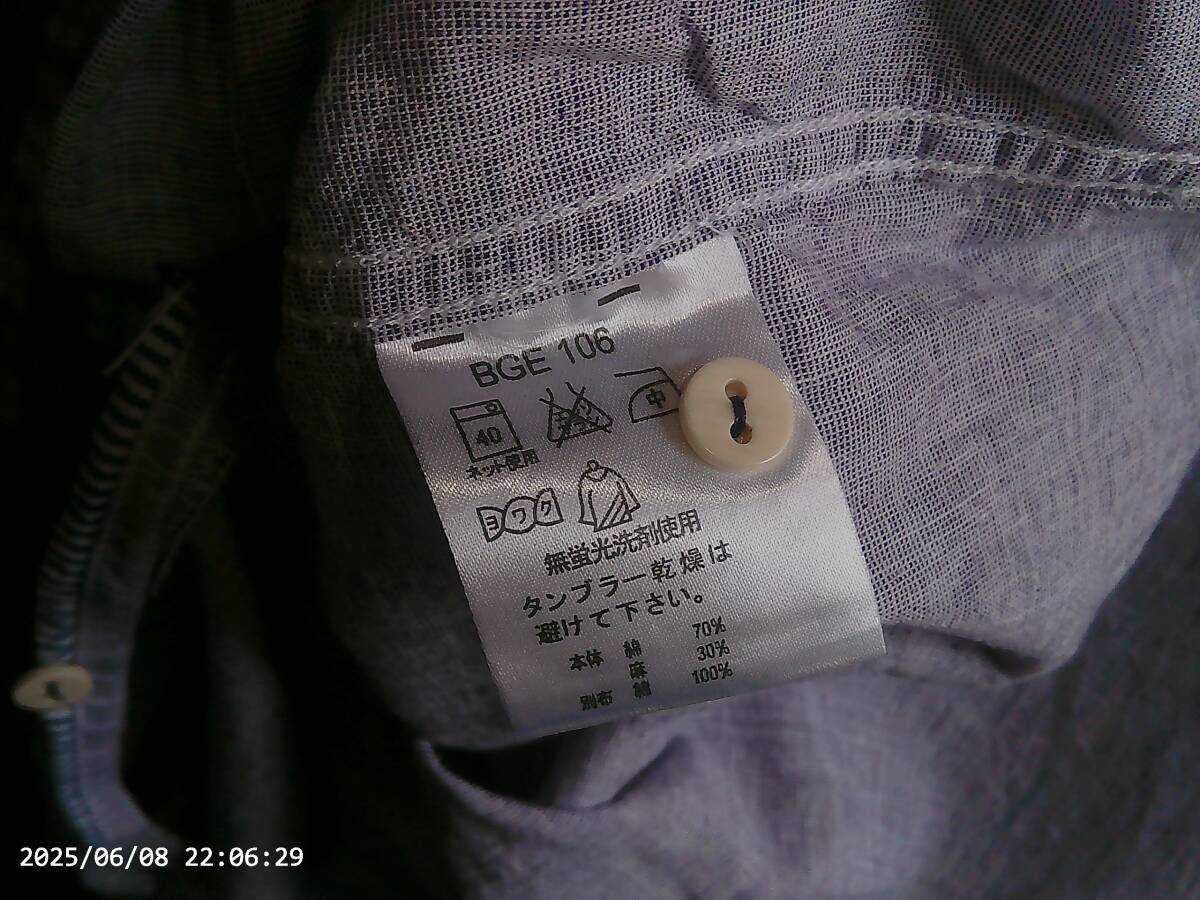 BGE 106
40
中
ネット使用
ヨワク
無蛍光洗剤使用
タンブラー乾燥は
避けて下さい。
本体 綿 70%
麻 30%
別布 綿 100%
2025/06/08 22:06:29